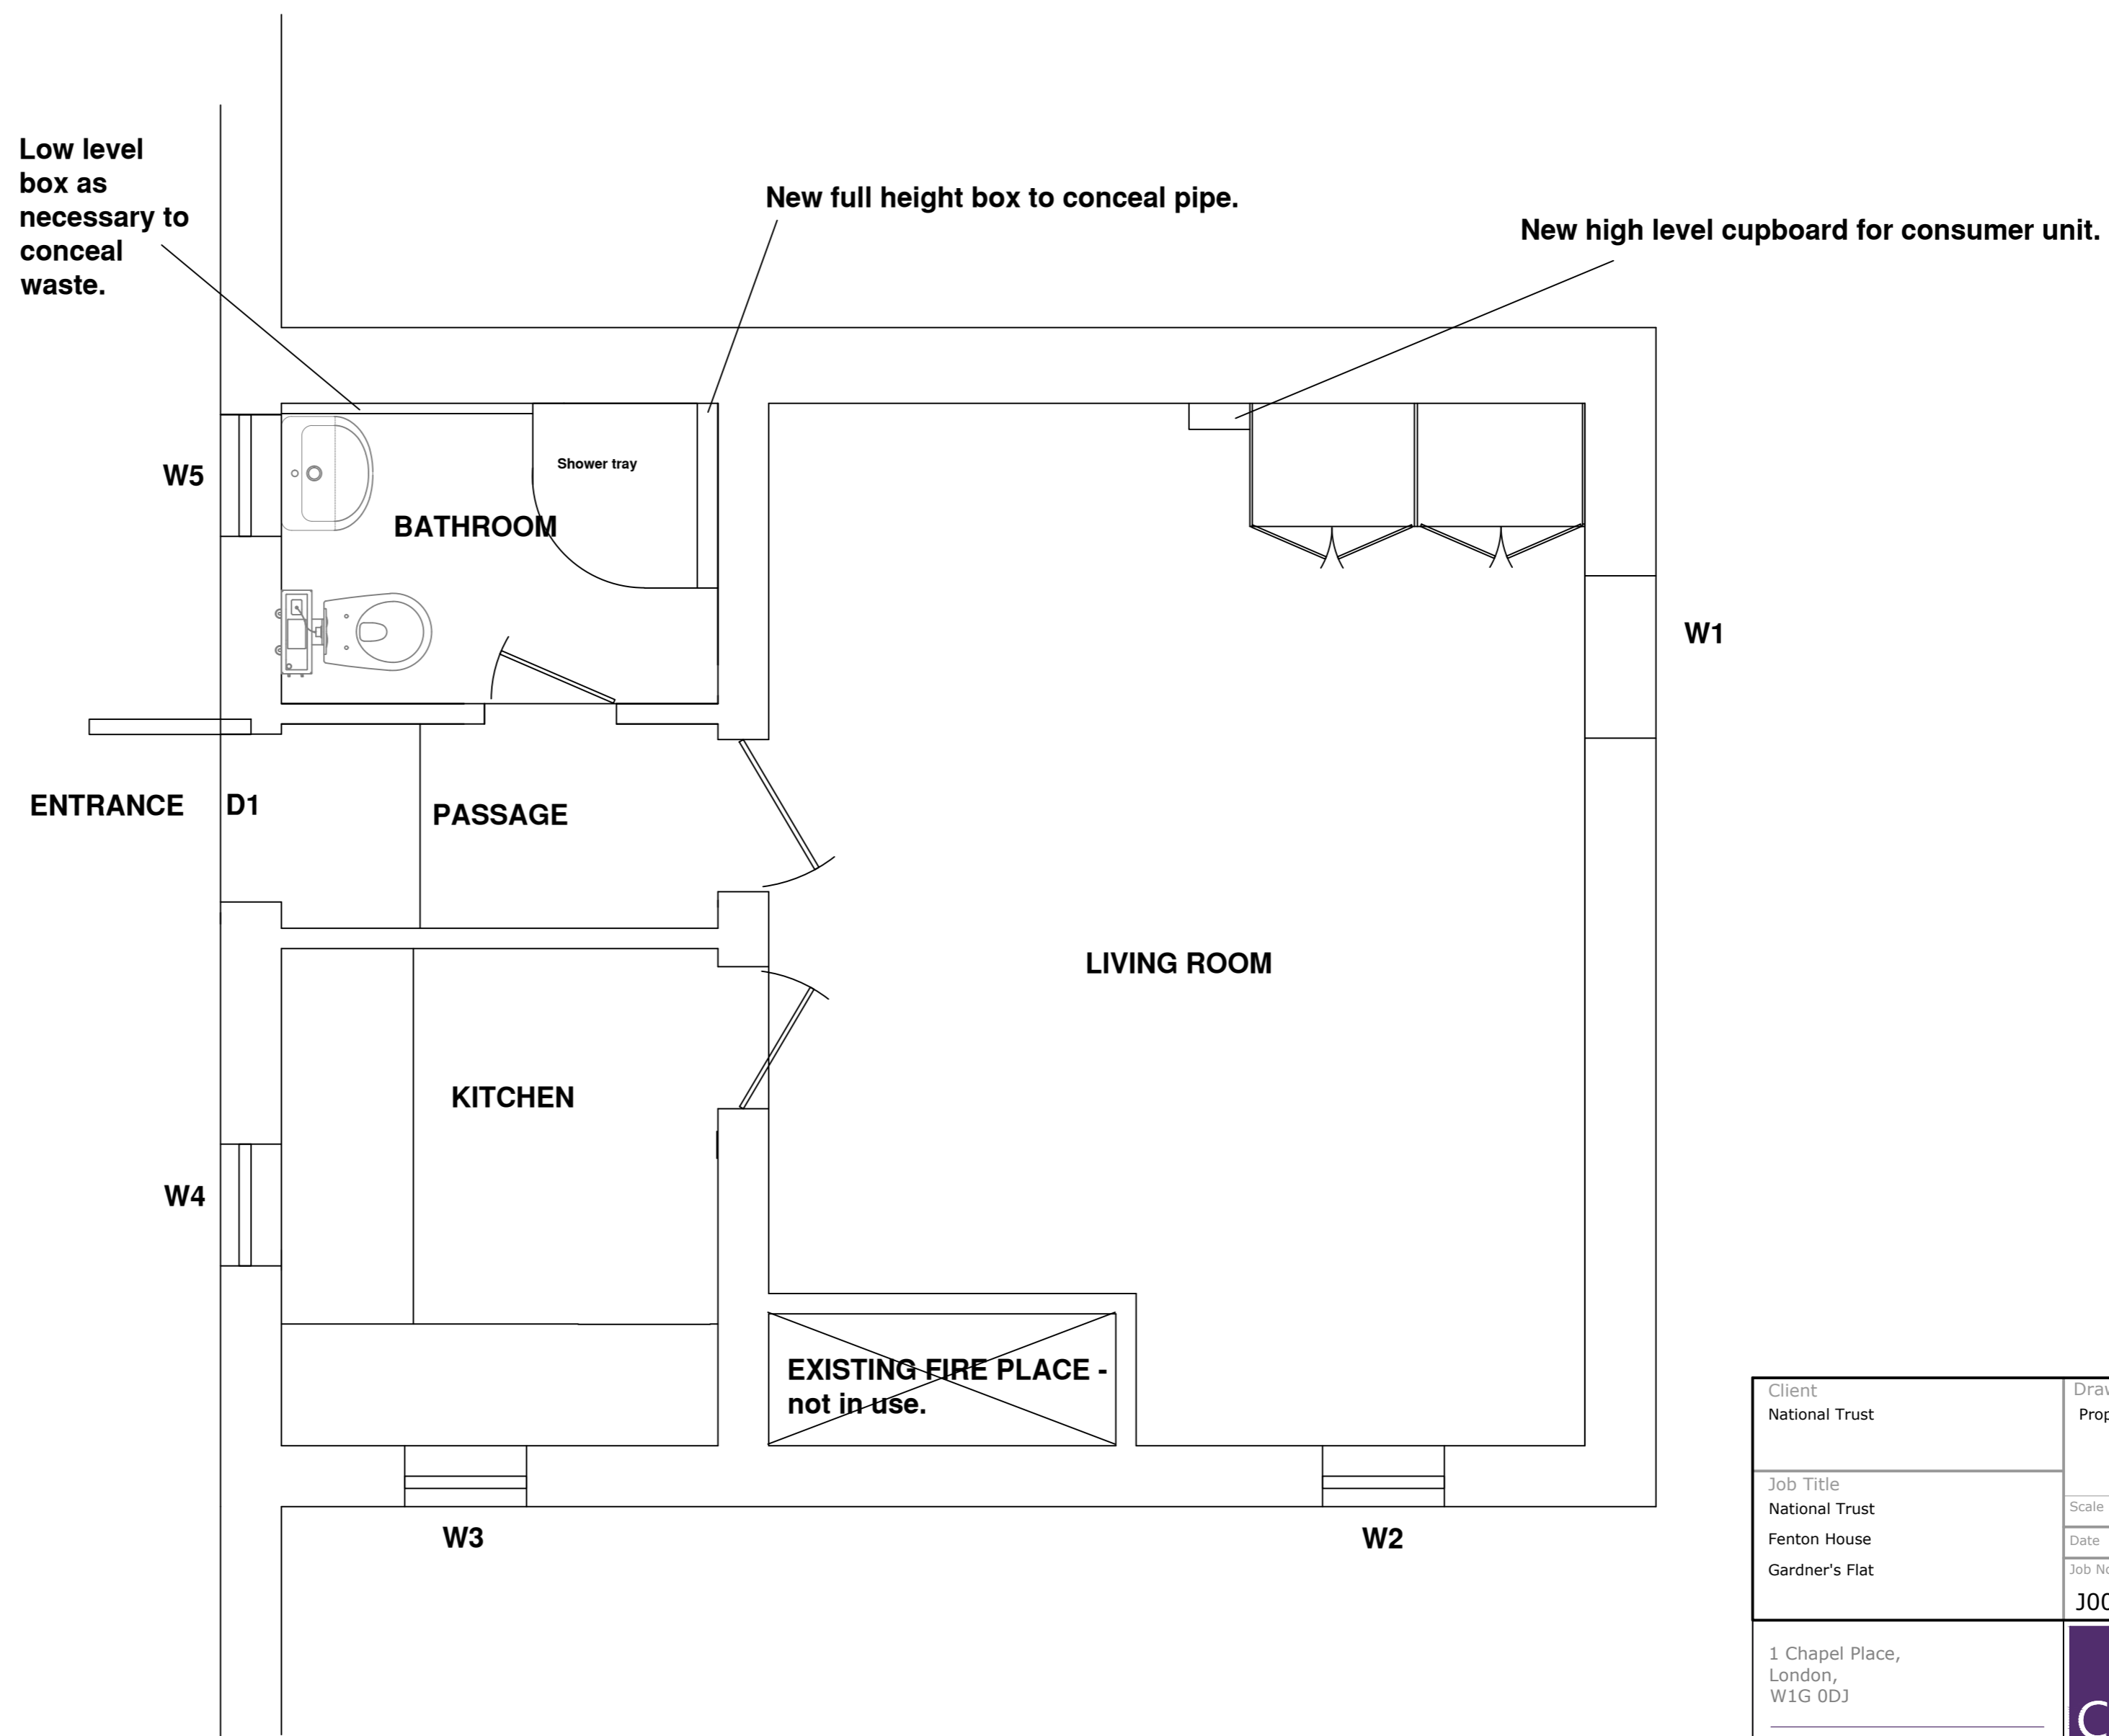 Low level
box as
necessary to
conceal
waste.
New full height box to conceal pipe.
New high level cupboard for consumer unit.
W5
Shower tray
BATHROOM
W1
ENTRANCE
D1
PASSAGE
LIVING ROOM
KITCHEN
W4
EXISTING FIRE PLACE -
not in use.
W3
W2
Client
National Trust
Job Title
National Trust
Fenton House
Gardner's Flat
Scale
Date
1 Chapel Place,
London,
W1G 0DJ